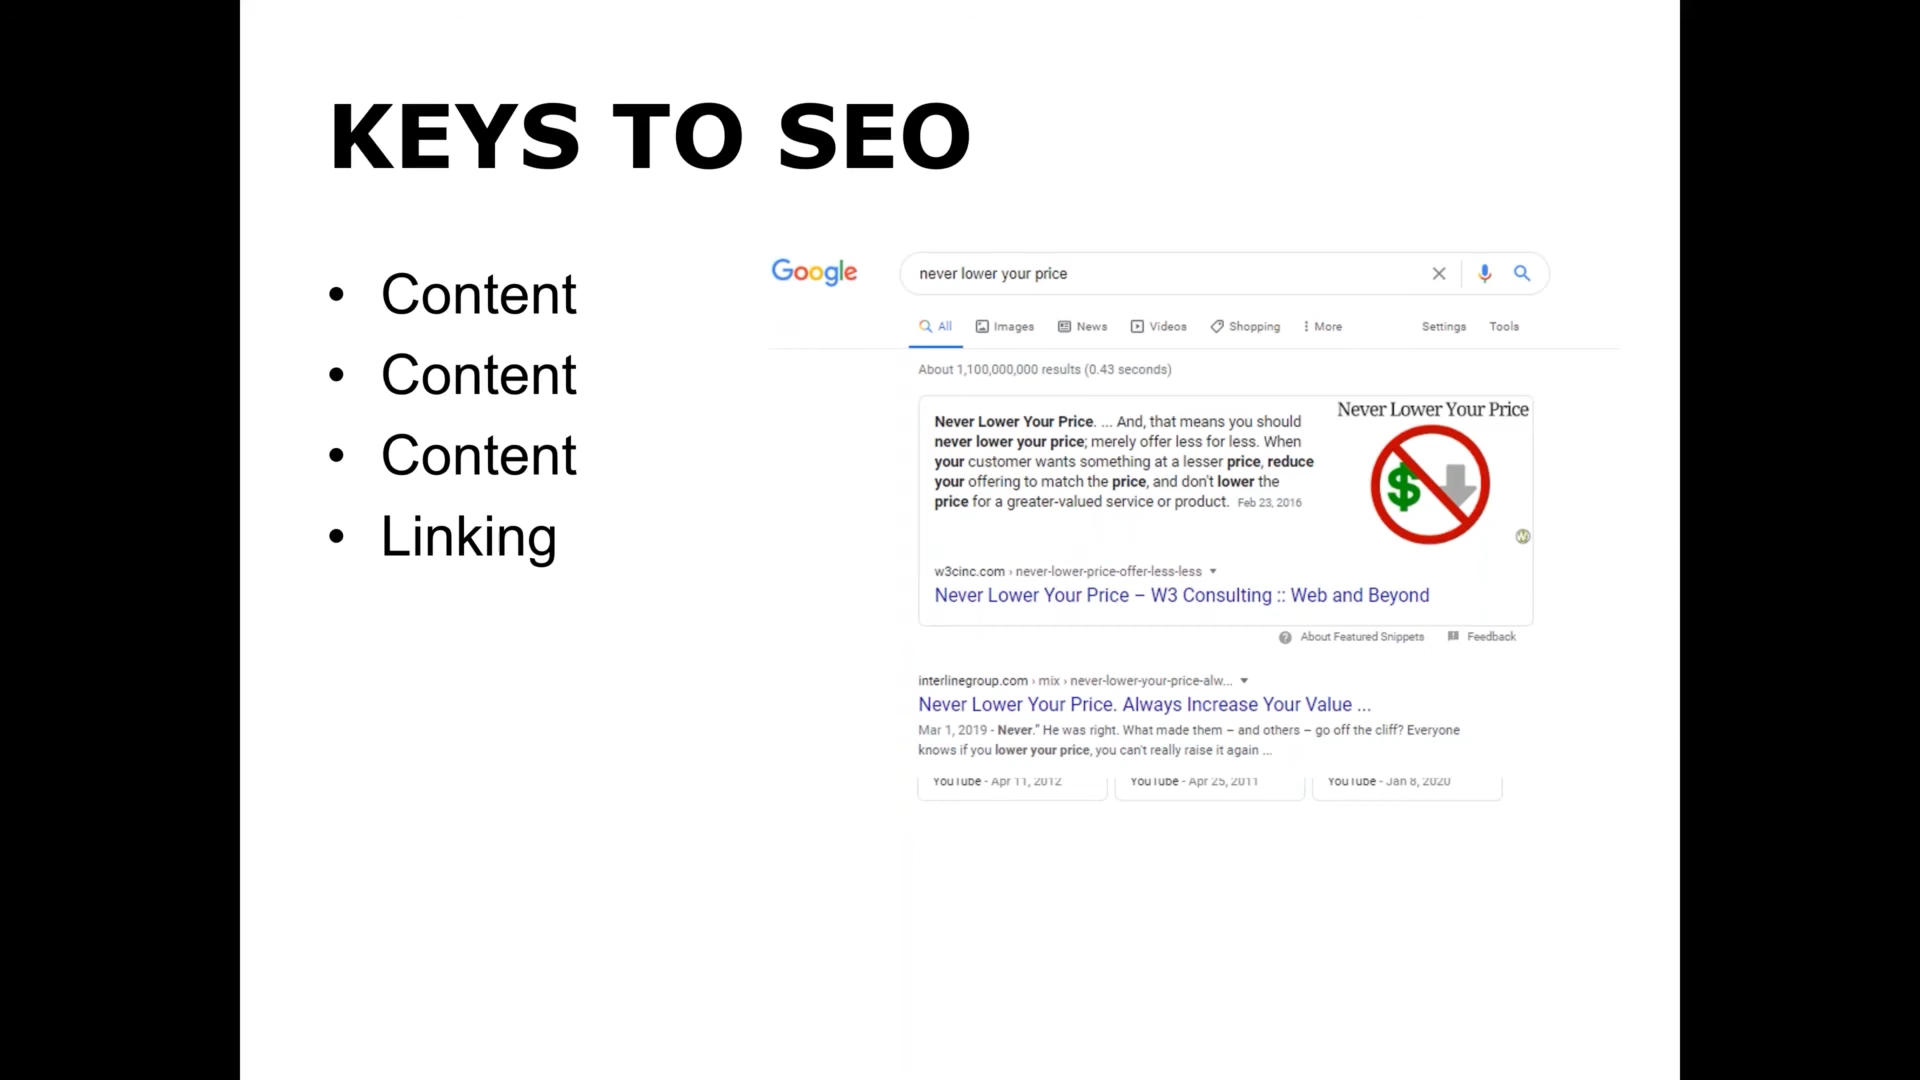 KEYS TO SEO
• Content
• Content
• Content
• Linking
Google
never lower your price
All Images News Videos Shopping More Settings Tools
About 1,100,000,000 results (0.43 seconds)
Never Lower Your Price. ... And, that means you should
never lower your price; merely offer less for less. When
your customer wants something at a lesser price, reduce
your offering to match the price, and don't lower the
price for a greater-valued service or product. Feb 23, 2016
Never Lower Your Price
$
w3cinc.com › never-lower-price-offer-less-less
Never Lower Your Price – W3 Consulting :: Web and Beyond
About Featured Snippets Feedback
interlinegroup.com › mix › never-lower-your-price-alw...
Never Lower Your Price. Always Increase Your Value ...
Mar 1, 2019 - Never.” He was right. What made them – and others – go off the cliff? Everyone
knows if you lower your price, you can't really raise it again ...
YouTube - Apr 11, 2012 YouTube - Apr 25, 2011 YouTube - Jan 8, 2020